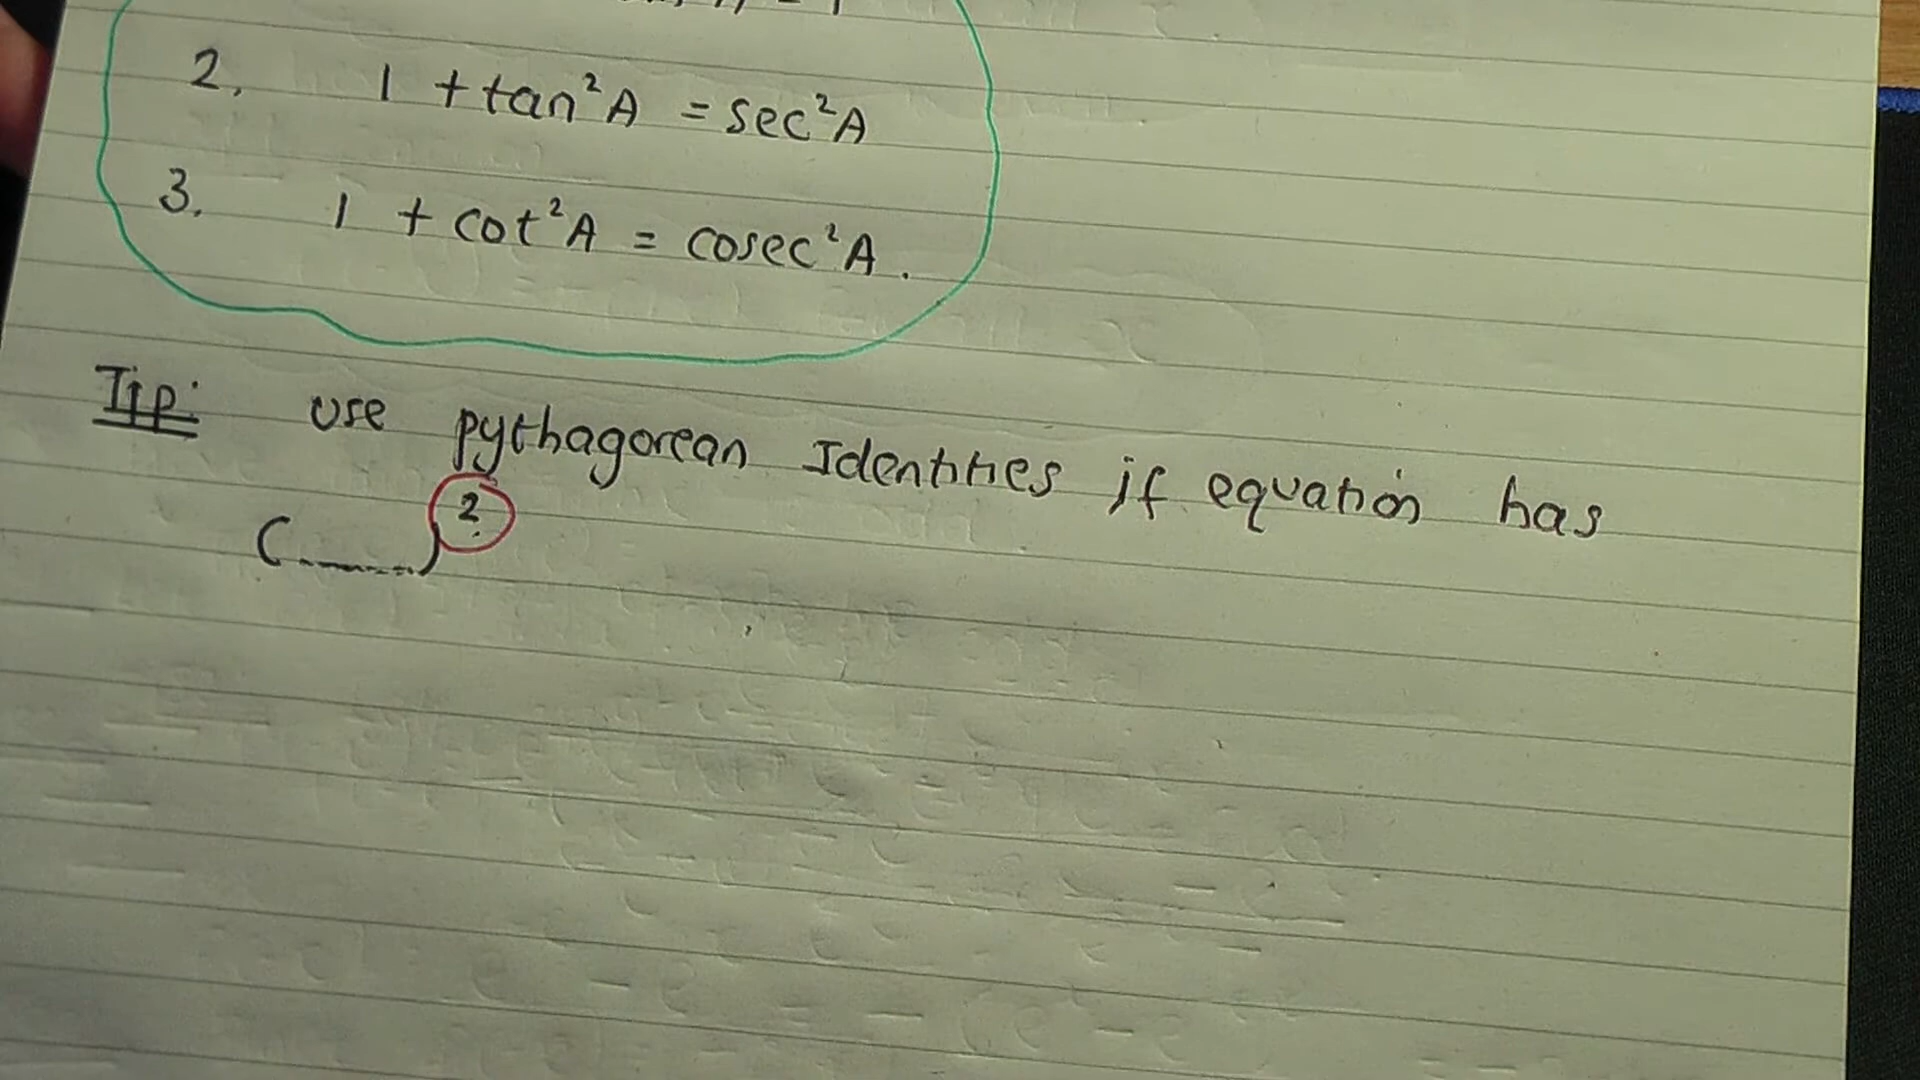 2. 1 + tan²A = sec²A
3. 1 + cot²A = cosec²A.
Tip: use pythagorean Identities if equation has
(......)²